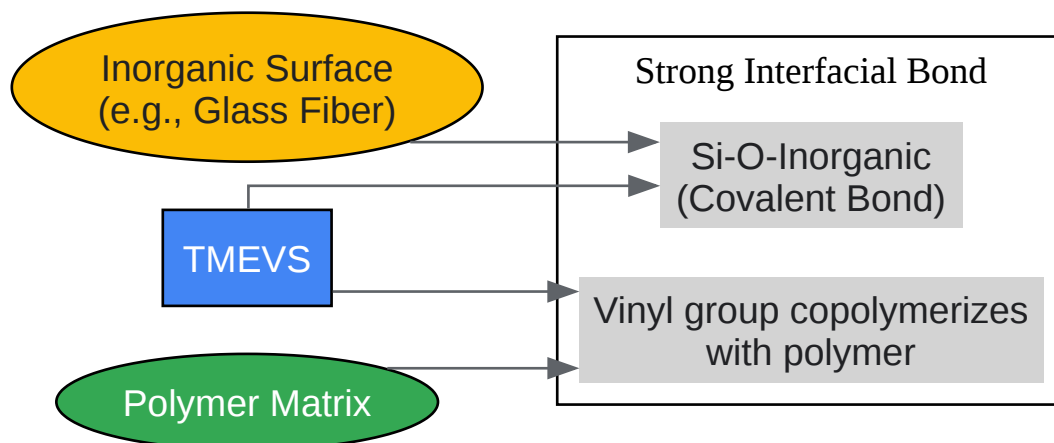 Inorganic Surface
(e.g., Glass Fiber)
Strong Interfacial Bond
Si-O-Inorganic
(Covalent Bond)
TMEVS
Vinyl group copolymerizes
with polymer
Polymer Matrix